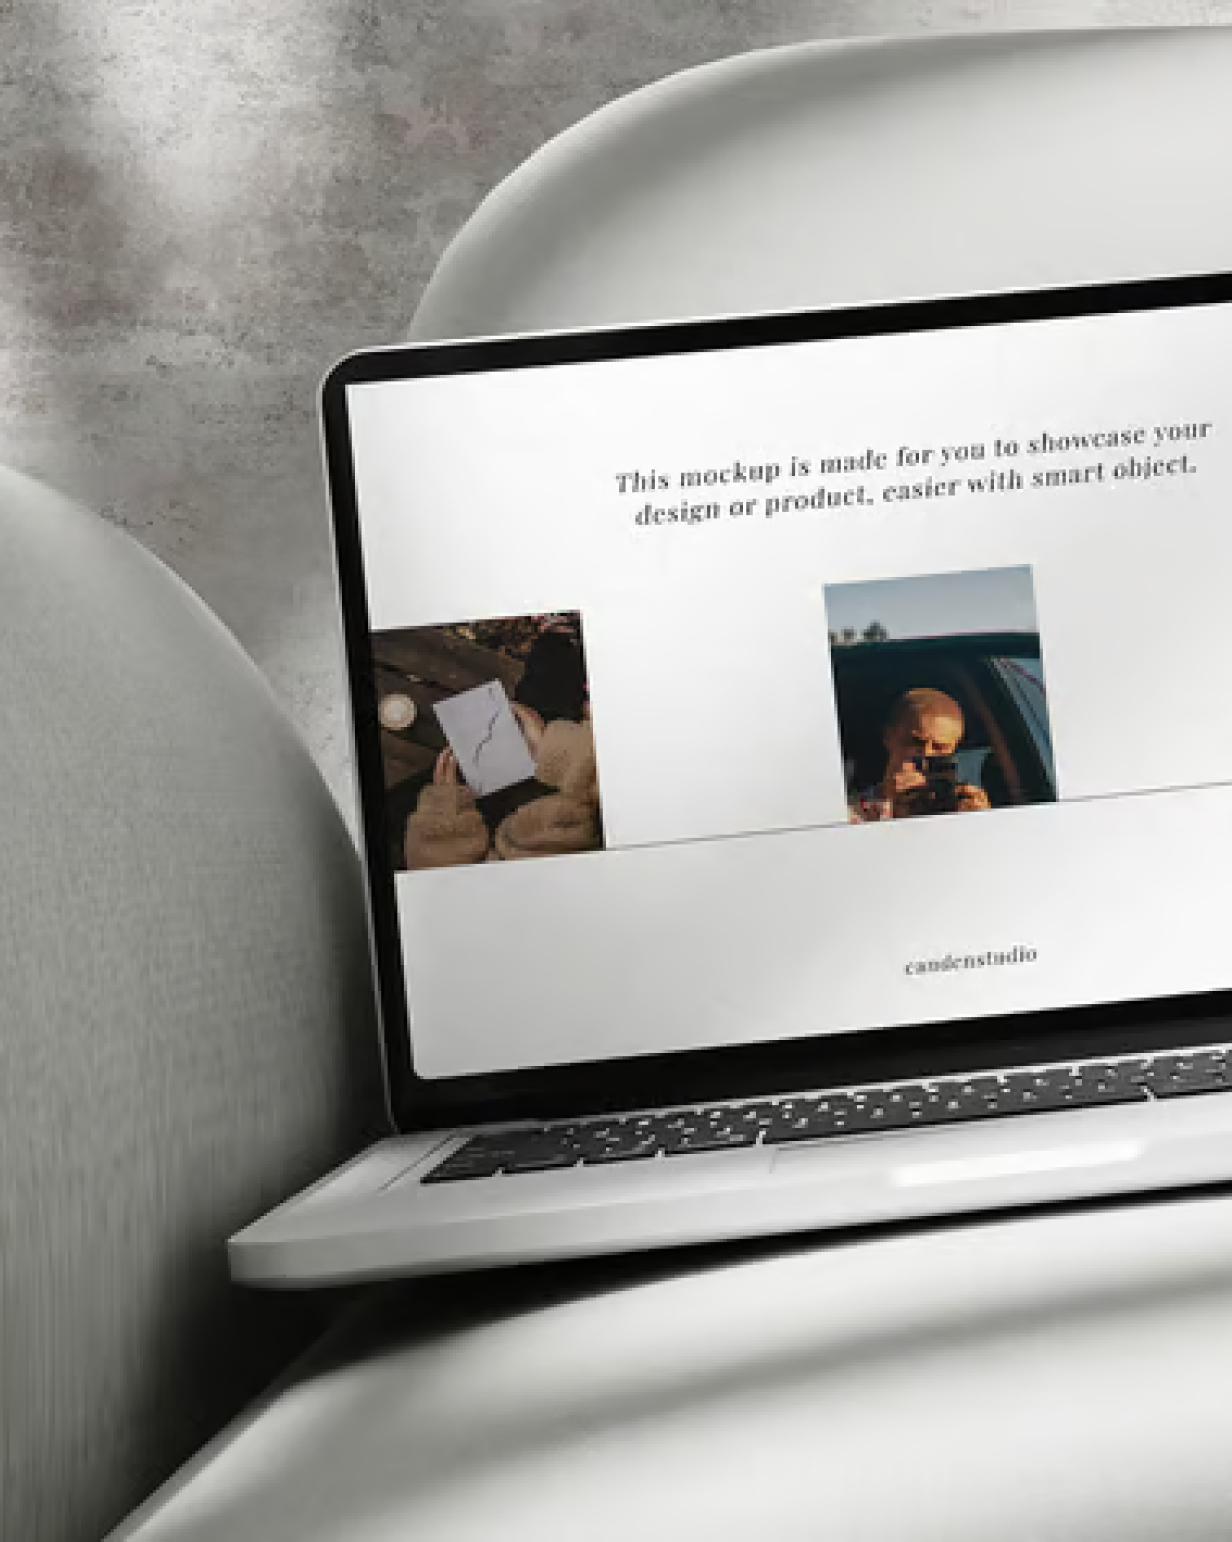 This mockup is made for you to showcase your
design or product, easier with smart object.
candenstudio